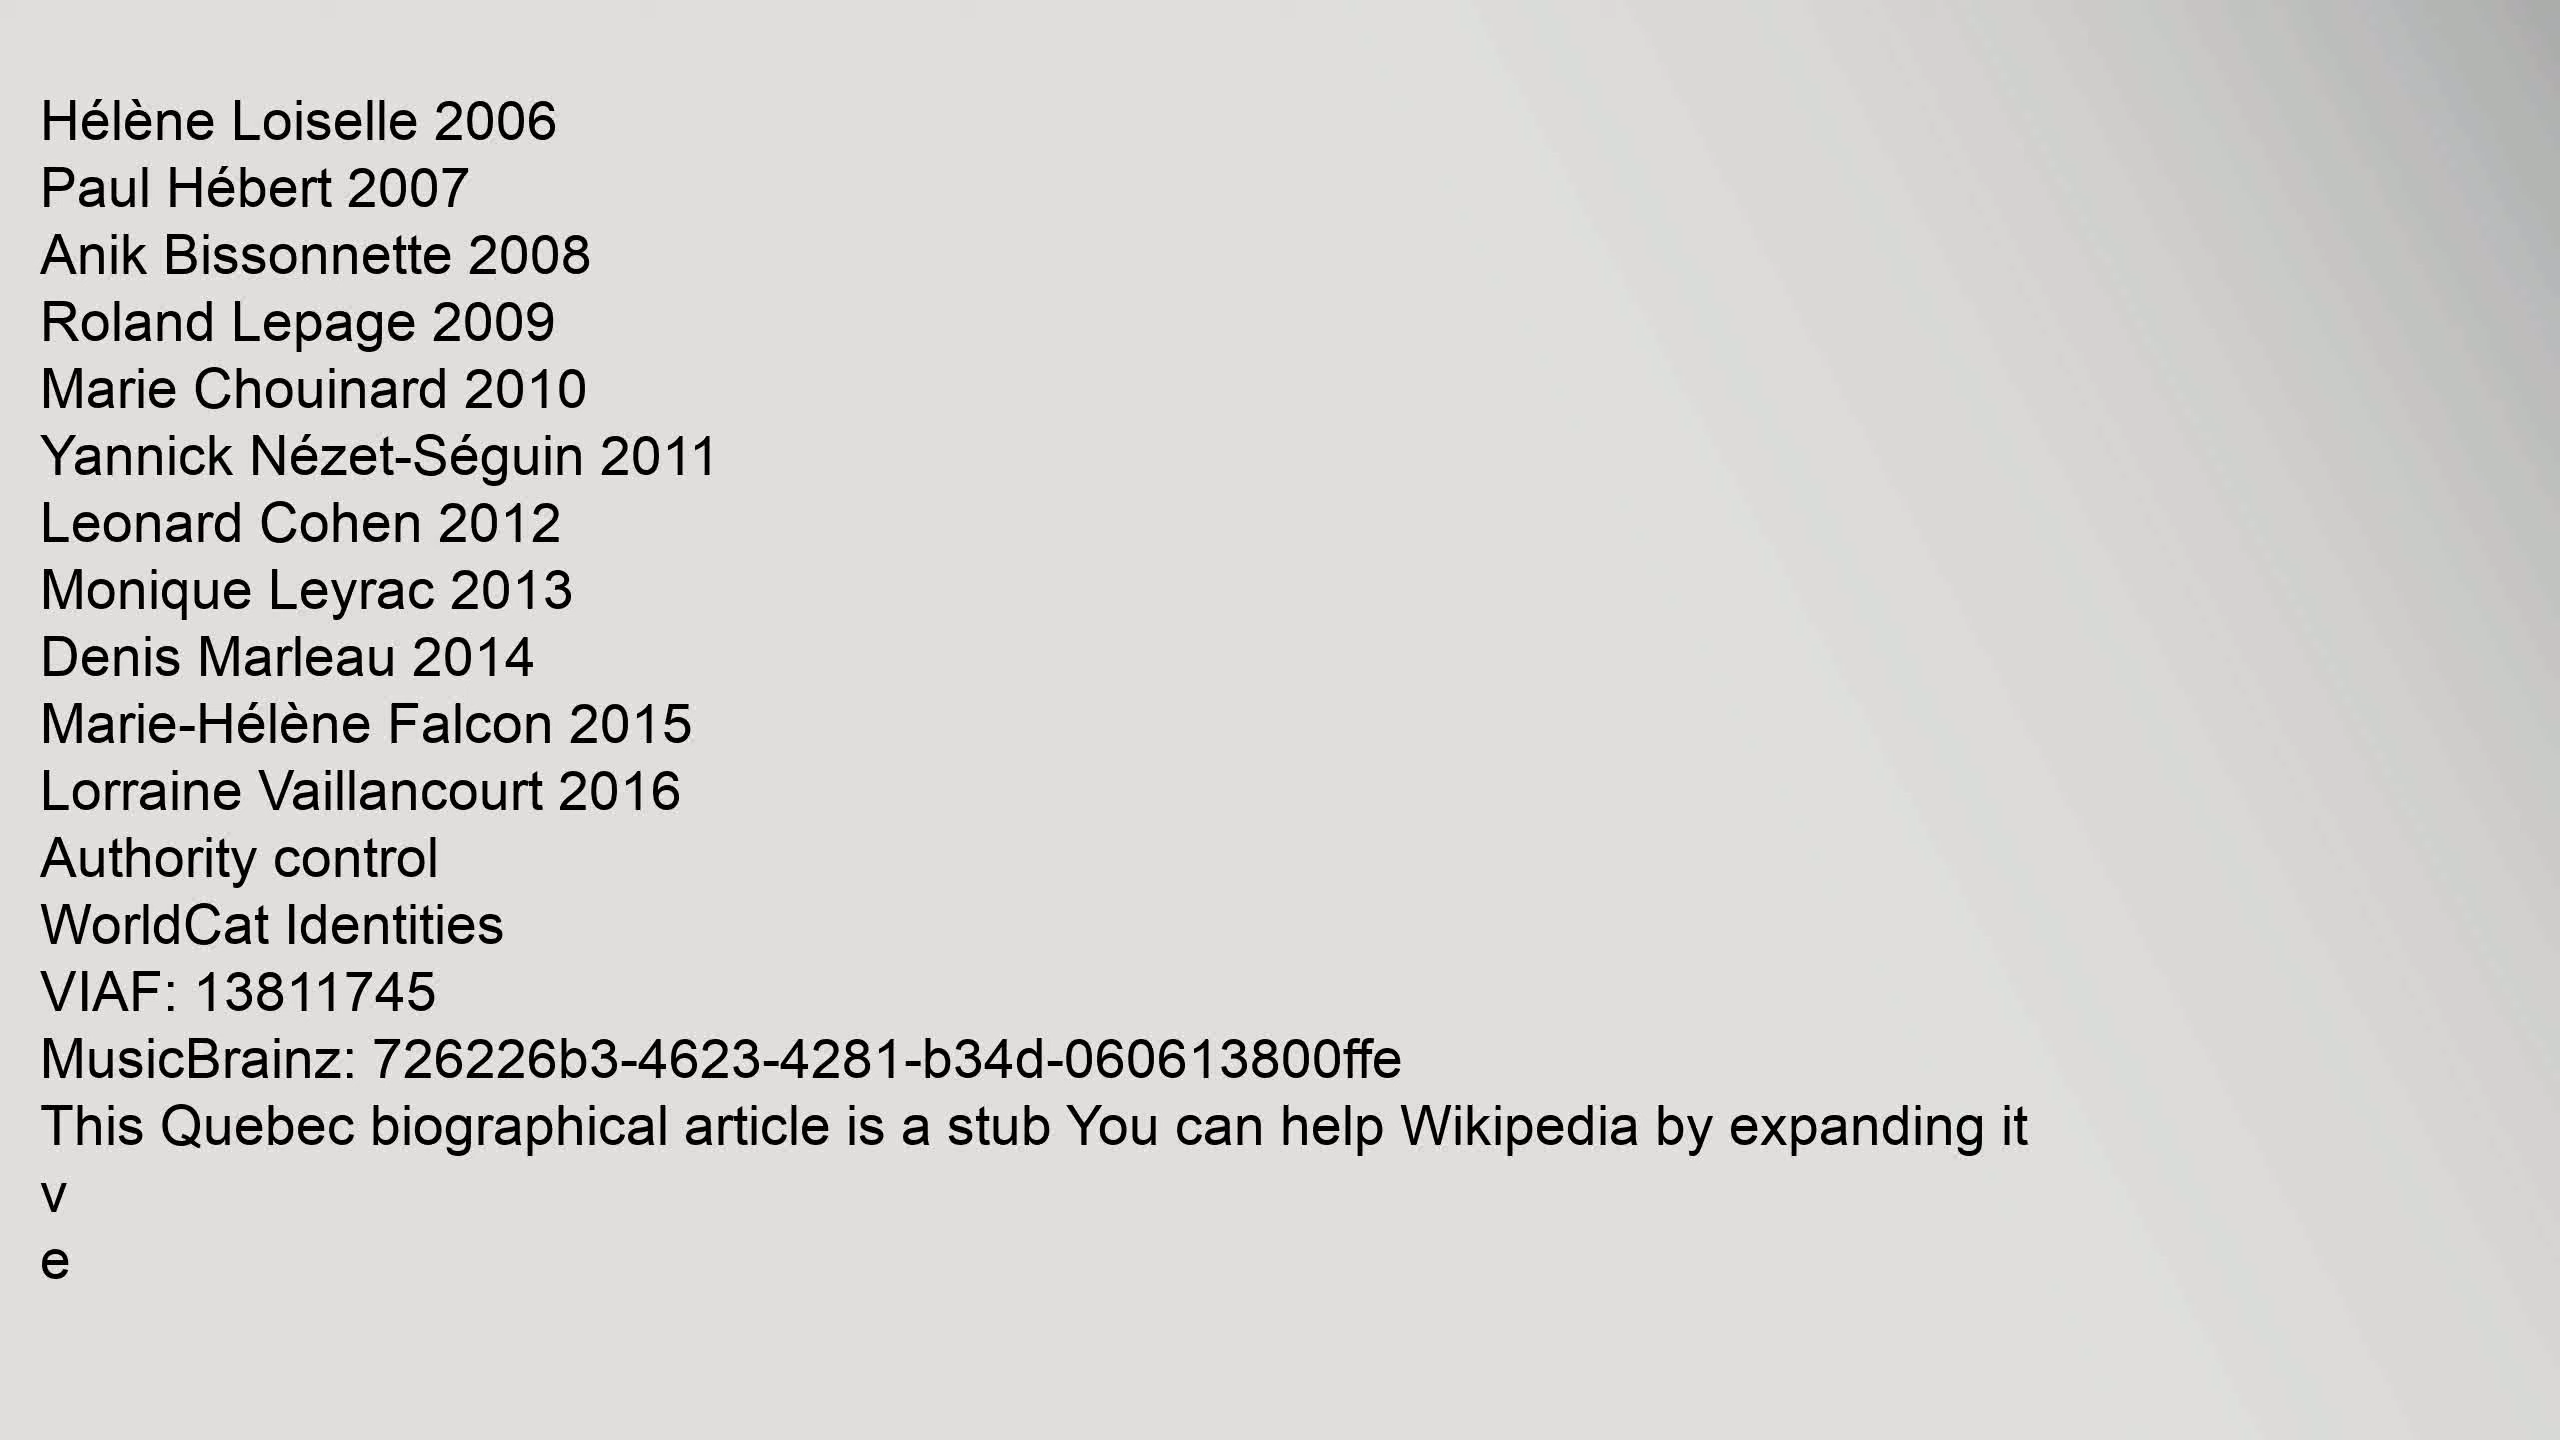 Hélène Loiselle 2006
Paul Hébert 2007
Anik Bissonnette 2008
Roland Lepage 2009
Marie Chouinard 2010
Yannick Nézet-Séguin 2011
Leonard Cohen 2012
Monique Leyrac 2013
Denis Marleau 2014
Marie-Hélène Falcon 2015
Lorraine Vaillancourt 2016
Authority control
WorldCat Identities
VIAF: 13811745
MusicBrainz: 726226b3-4623-4281-b34d-060613800ffe
This Quebec biographical article is a stub You can help Wikipedia by expanding it
v
e